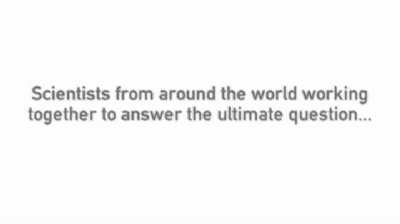 Scientists from around the world working
together to answer the ultimate question...